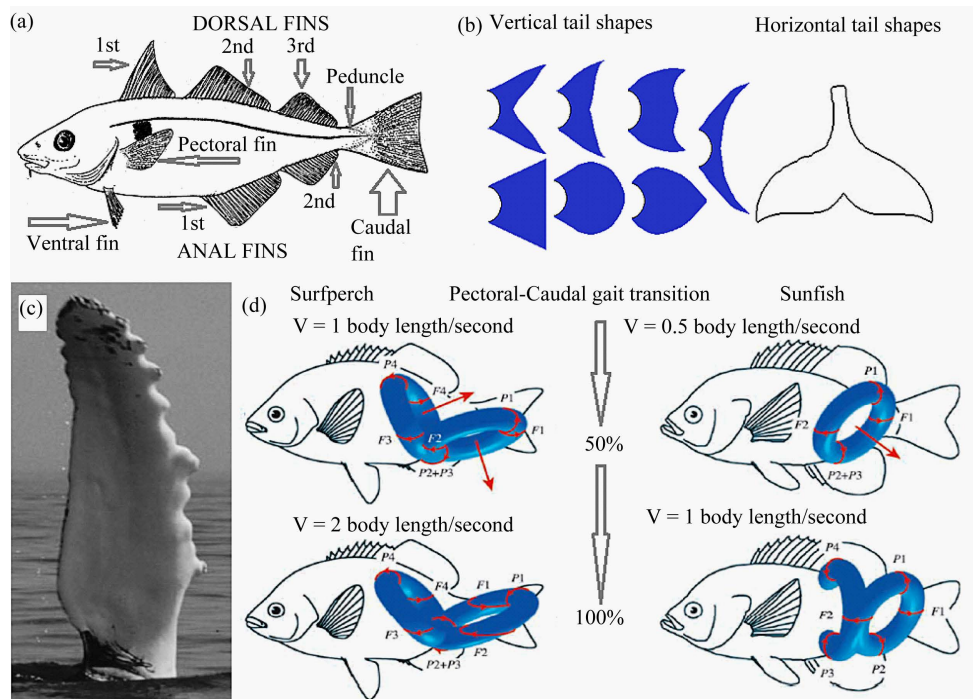 (a)
DORSAL FINS
1st
2nd
3rd
Peduncle
Pectoral fin
2nd
1st
Ventral fin
ANAL FINS
Caudal
fin
(b)
Vertical tail shapes
Horizontal tail shapes
(c)
(d)
Surfperch
Pectoral-Caudal gait transition
Sunfish
V = 1 body length/second
V = 0.5 body length/second
P4
F4
P1
F3
F2
F1
P2+P3
50%
P1
F2
F1
P2+P3
V = 2 body length/second
V = 1 body length/second
P4
F4
F1
P1
F3
F2
P2+P3
100%
P4
P1
F2
F1
P3
P2